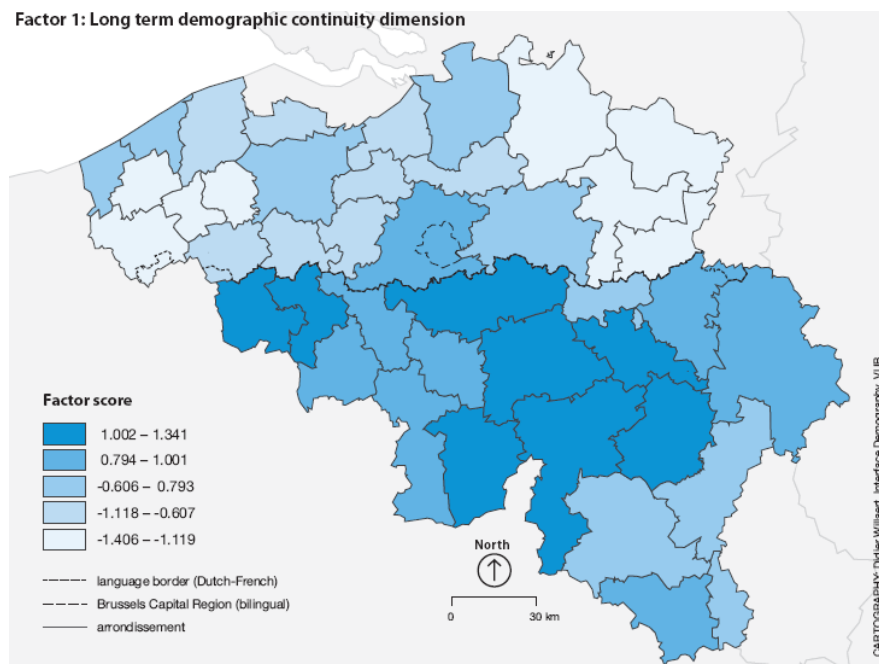 Factor 1: Long term demographic continuity dimension
Factor score
1.002 – 1.341
0.794 – 1.001
-0.606 – 0.793
-1.118 – -0.607
-1.406 – -1.119
language border (Dutch-French)
Brussels Capital Region (bilingual)
arrondissement
North
0 30 km
CARTOGRAPHY: Didier Willaert, Interface Demography, VUB